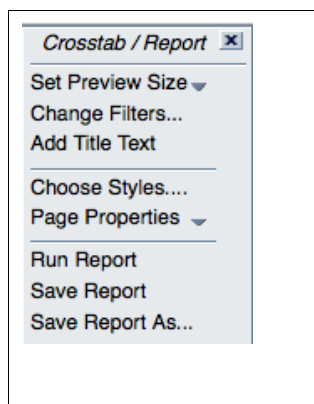 Crosstab / Report
Set Preview Size
Change Filters...
Add Title Text
Choose Styles....
Page Properties
Run Report
Save Report
Save Report As...